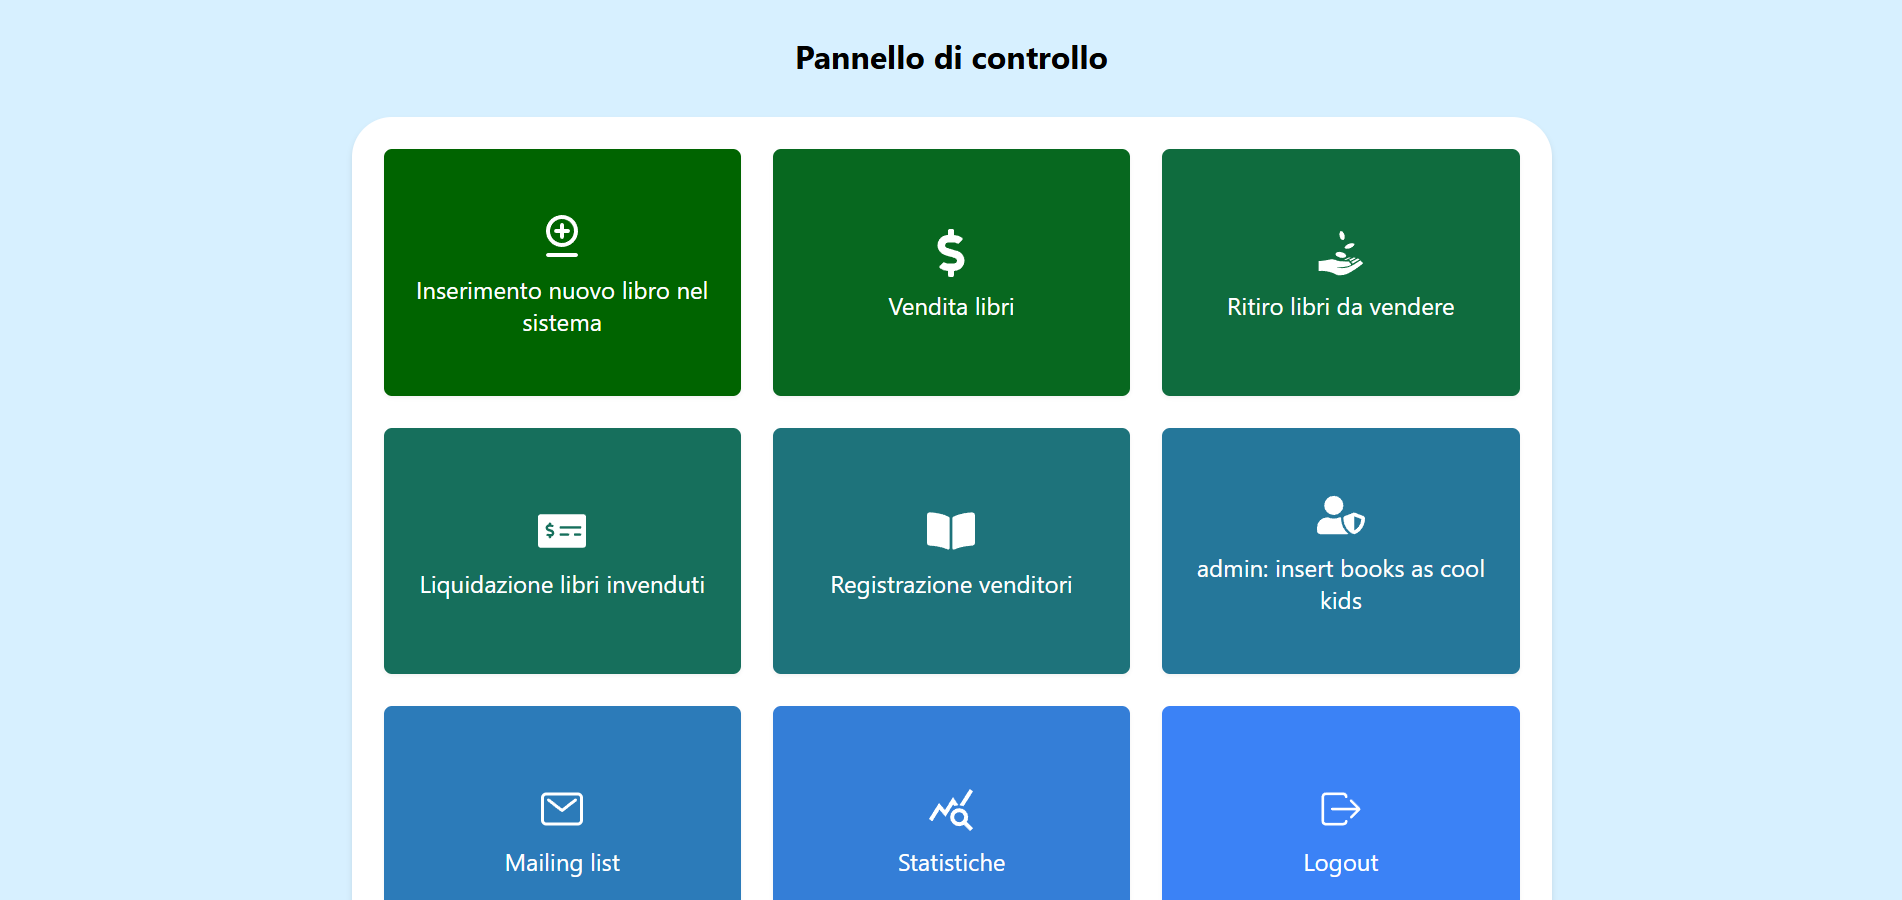 Pannello di controllo
Inserimento nuovo libro nel
sistema
Vendita libri
Ritiro libri da vendere
Liquidazione libri invenduti
Registrazione venditori
admin: insert books as cool
kids
Mailing list
Statistiche
Logout